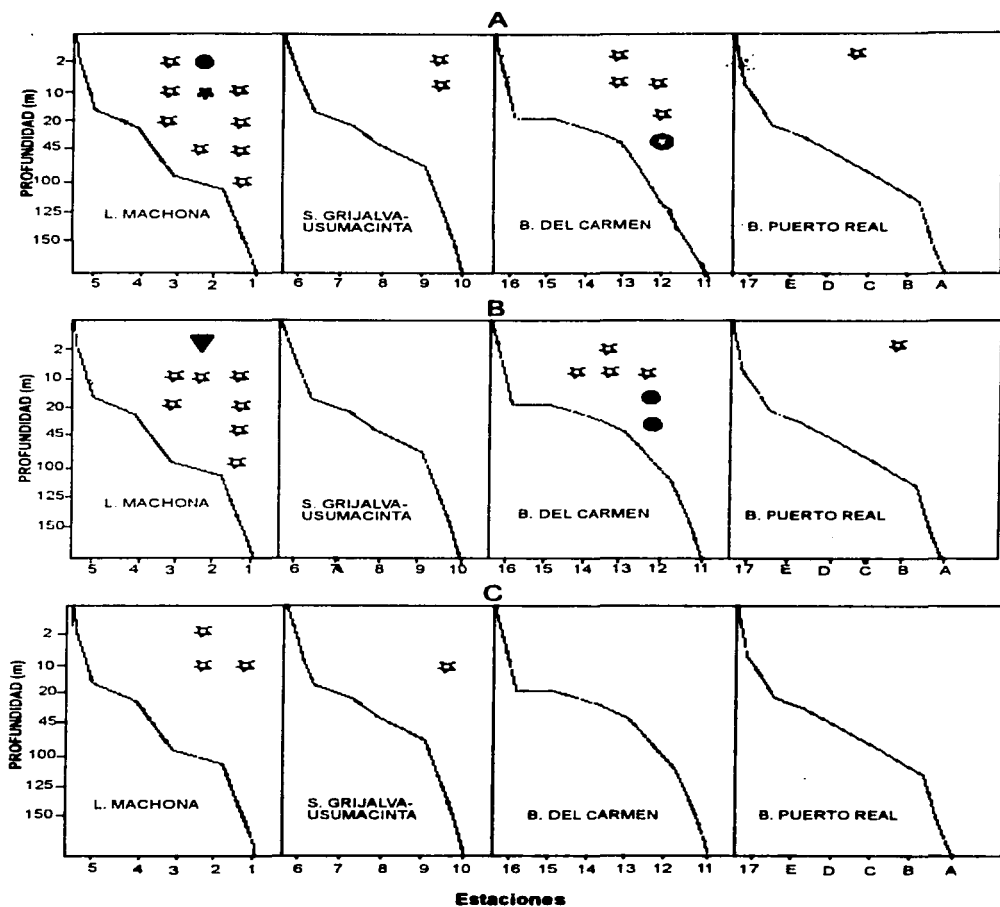 A
PROFUNDIDAD (m)
2
10
20
45
100
125
150
L. MACHONA
S. GRIJALVA-
USUMACINTA
B. DEL CARMEN
B. PUERTO REAL
5 4 3 2 1 6 7 8 9 10 16 15 14 13 12 11 17 E D C B A
B
PROFUNDIDAD (m)
2
10
20
45
100
125
150
L. MACHONA
S. GRIJALVA-
USUMACINTA
B. DEL CARMEN
B. PUERTO REAL
5 4 3 2 1 6 7 8 9 10 16 15 14 13 12 11 17 E D C B A
C
PROFUNDIDAD (m)
2
10
20
45
100
125
150
L. MACHONA
S. GRIJALVA-
USUMACINTA
B. DEL CARMEN
B. PUERTO REAL
5 4 3 2 1 6 7 8 9 10 16 15 14 13 12 11 17 E D C B A
Estaciones